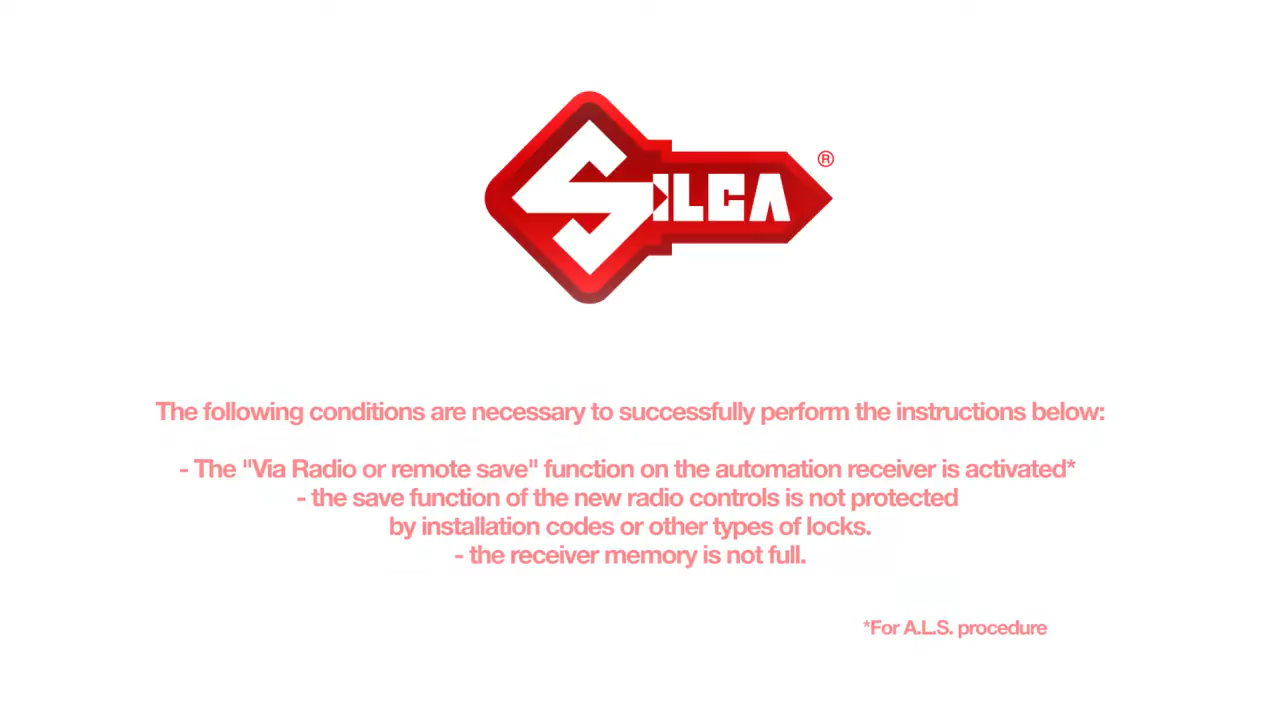 SILCA ®
The following conditions are necessary to successfully perform the instructions below:
- The "Via Radio or remote save" function on the automation receiver is activated*
- the save function of the new radio controls is not protected
by installation codes or other types of locks.
- the receiver memory is not full.
*For A.L.S. procedure